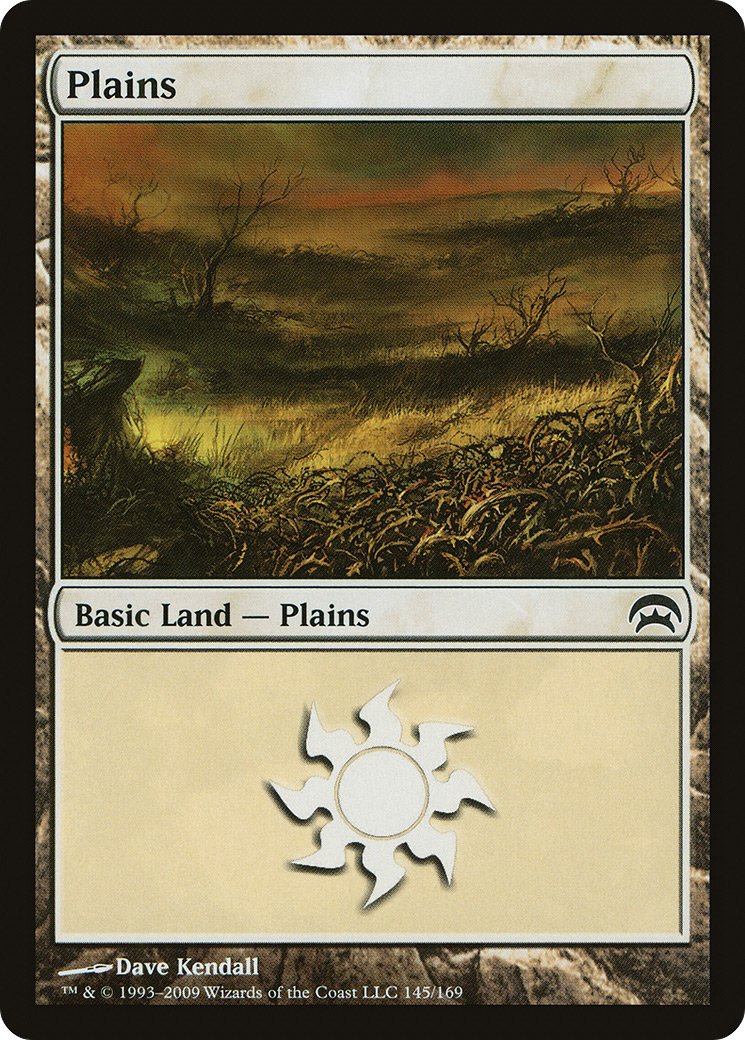 Plains
Basic Land — Plains
Dave Kendall
™ & © 1993–2009 Wizards of the Coast LLC 145/169